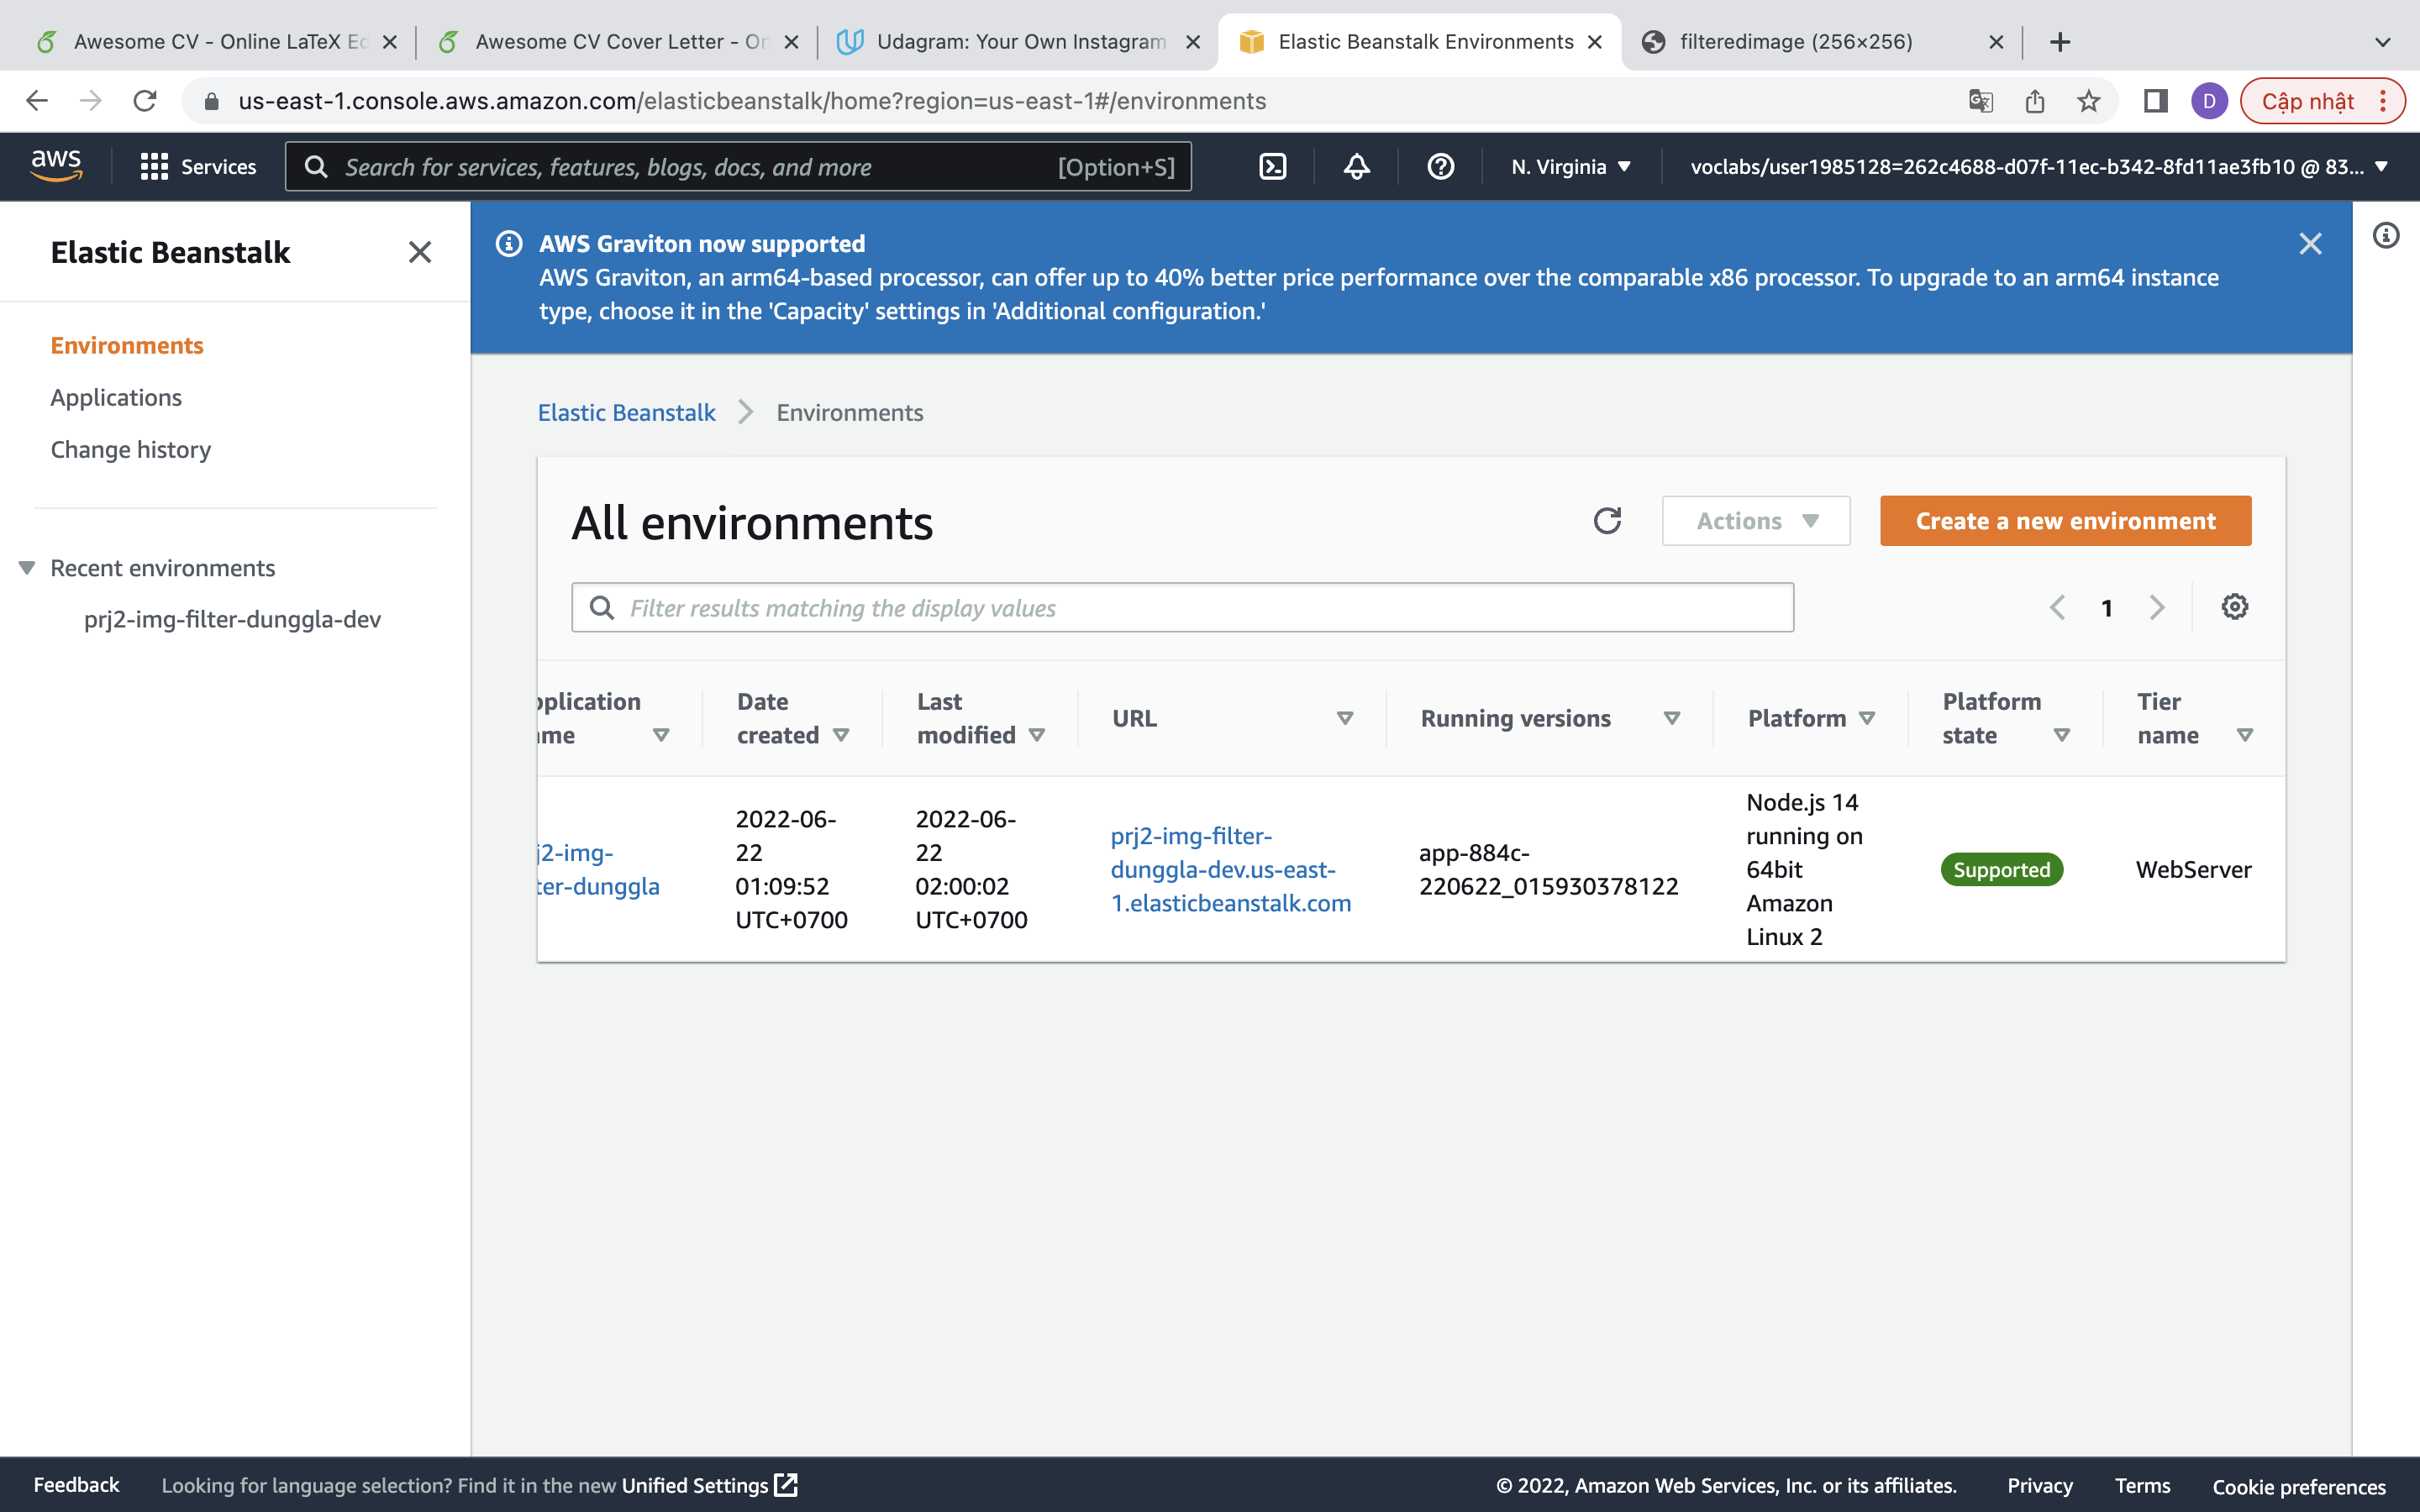 Awesome CV - Online LaTeX Ed
Awesome CV Cover Letter - On
Udagram: Your Own Instagram
Elastic Beanstalk Environments
filteredimage (256×256)
us-east-1.console.aws.amazon.com/elasticbeanstalk/home?region=us-east-1#/environments
D
Cập nhật
aws
Services
Search for services, features, blogs, docs, and more
[Option+S]
N. Virginia
voclabs/user1985128=262c4688-d07f-11ec-b342-8fd11ae3fb10 @ 83...
Elastic Beanstalk
Environments
Applications
Change history
Recent environments
prj2-img-filter-dunggla-dev
AWS Graviton now supported
AWS Graviton, an arm64-based processor, can offer up to 40% better price performance over the comparable x86 processor. To upgrade to an arm64 instance
type, choose it in the 'Capacity' settings in 'Additional configuration.'
Elastic Beanstalk
Environments
All environments
Actions
Create a new environment
Filter results matching the display values
1
pplication
me
Date
created
Last
modified
URL
Running versions
Platform
Platform
state
Tier
name
j2-img-
ter-dunggla
2022-06-
22
01:09:52
UTC+0700
2022-06-
22
02:00:02
UTC+0700
prj2-img-filter-
dunggla-dev.us-east-
1.elasticbeanstalk.com
app-884c-
220622_015930378122
Node.js 14
running on
64bit
Amazon
Linux 2
Supported
WebServer
Feedback
Looking for language selection? Find it in the new Unified Settings
© 2022, Amazon Web Services, Inc. or its affiliates.
Privacy
Terms
Cookie preferences